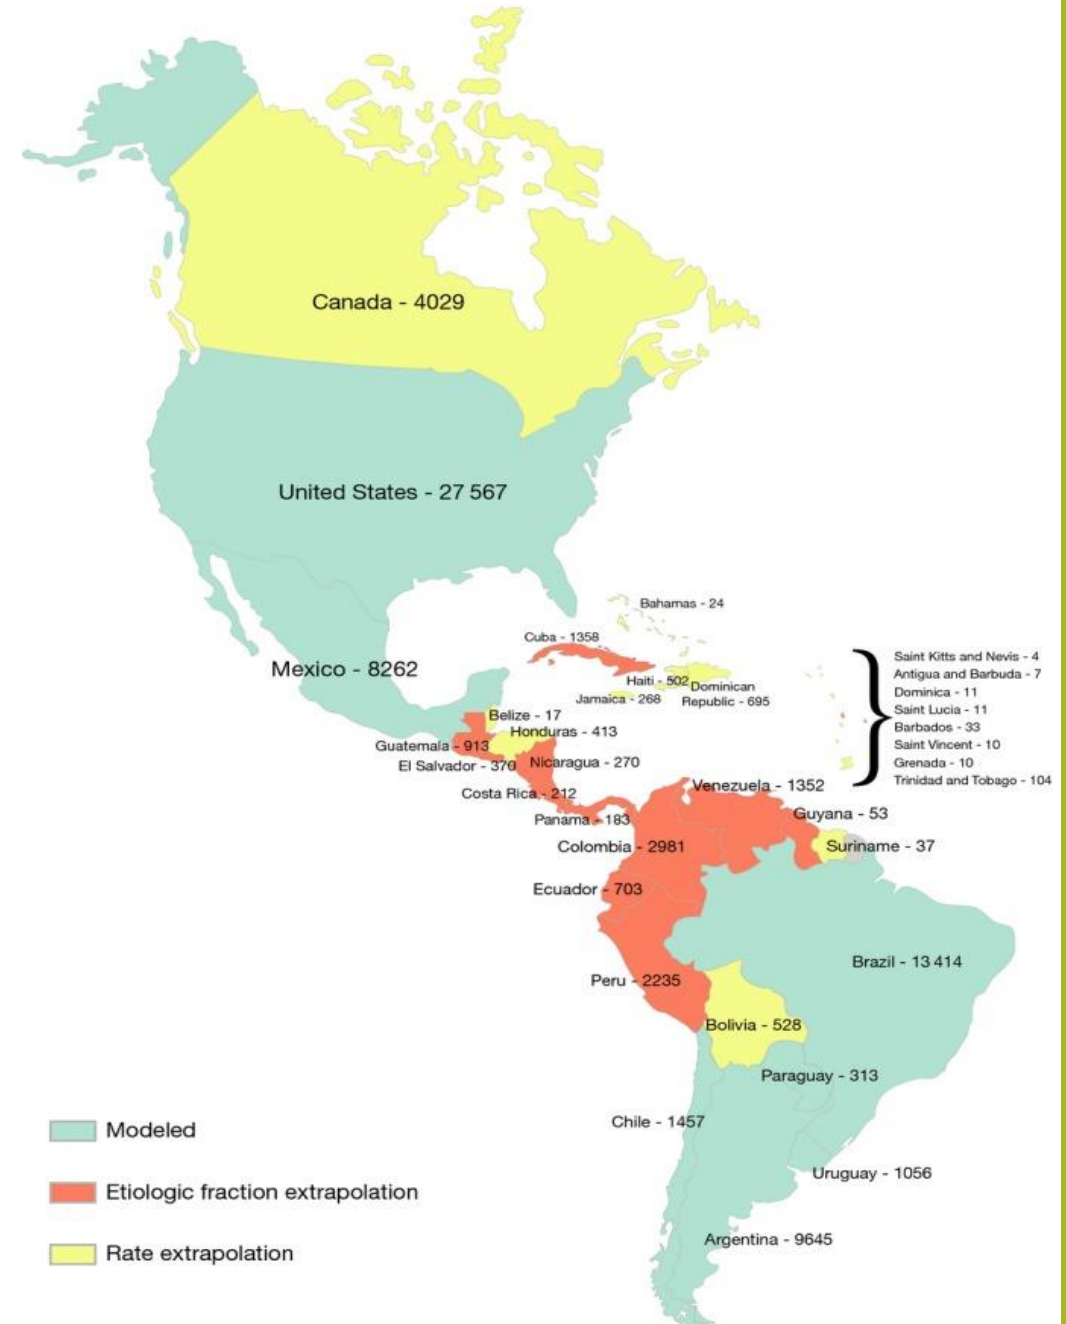 Canada - 4029
United States - 27 567
Bahamas - 24
Cuba - 1358
Mexico - 8262
Haiti - 502
Dominican
Republic - 695
Jamaica - 268
Saint Kitts and Nevis - 4
Antigua and Barbuda - 7
Dominica - 11
Saint Lucia - 11
Barbados - 33
Saint Vincent - 10
Grenada - 10
Trinidad and Tobago - 104
Belize - 17
Honduras - 413
Guatemala - 913
El Salvador - 370
Nicaragua - 270
Costa Rica - 212
Panama - 183
Venezuela - 1352
Guyana - 53
Suriname - 37
Colombia - 2981
Ecuador - 703
Peru - 2235
Brazil - 13 414
Bolivia - 528
Paraguay - 313
Chile - 1457
Uruguay - 1056
Argentina - 9645
Modeled
Etiologic fraction extrapolation
Rate extrapolation